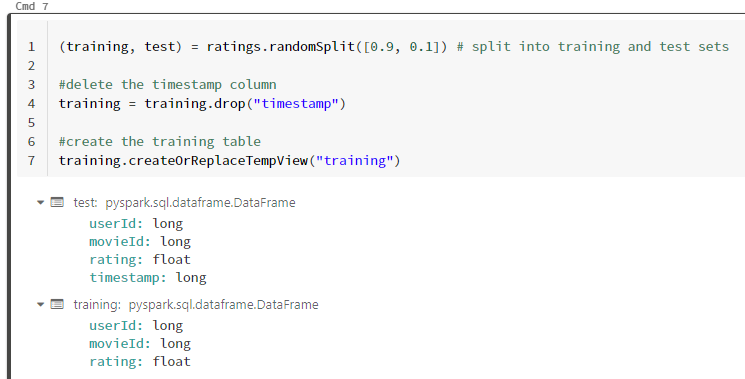 Cmd 7
1 (training, test) = ratings.randomSplit([0.9, 0.1]) # split into training and test sets
2
3 #delete the timestamp column
4 training = training.drop("timestamp")
5
6 #create the training table
7 training.createOrReplaceTempView("training")
test: pyspark.sql.dataframe.DataFrame
userId: long
movieId: long
rating: float
timestamp: long
training: pyspark.sql.dataframe.DataFrame
userId: long
movieId: long
rating: float